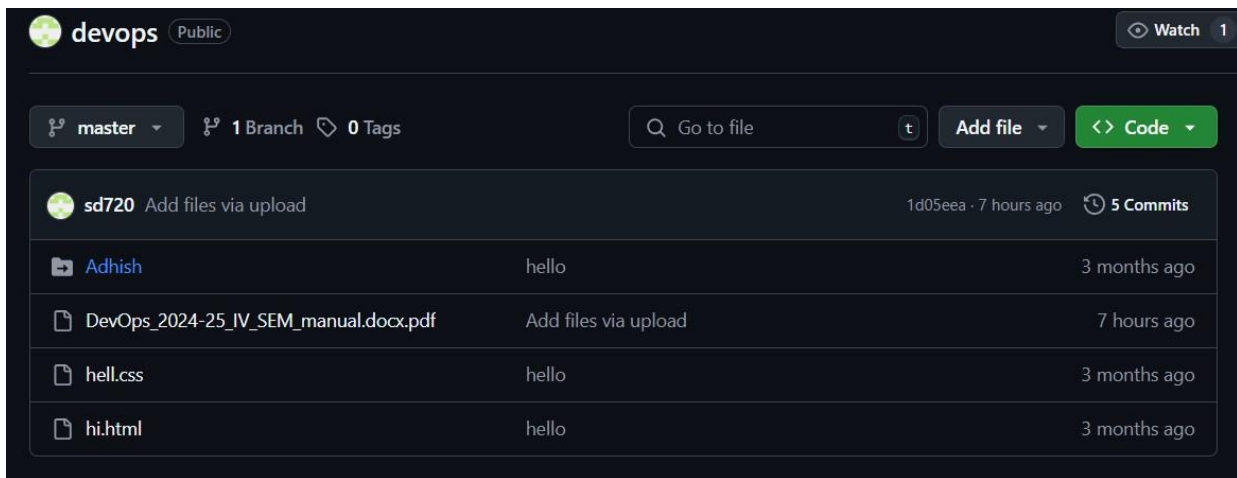 devops Public Watch 1
master 1 Branch 0 Tags Go to file t Add file Code
sd720 Add files via upload 1d05eea · 7 hours ago 5 Commits
Adhish hello 3 months ago
DevOps_2024-25_IV_SEM_manual.docx.pdf Add files via upload 7 hours ago
hell.css hello 3 months ago
hi.html hello 3 months ago